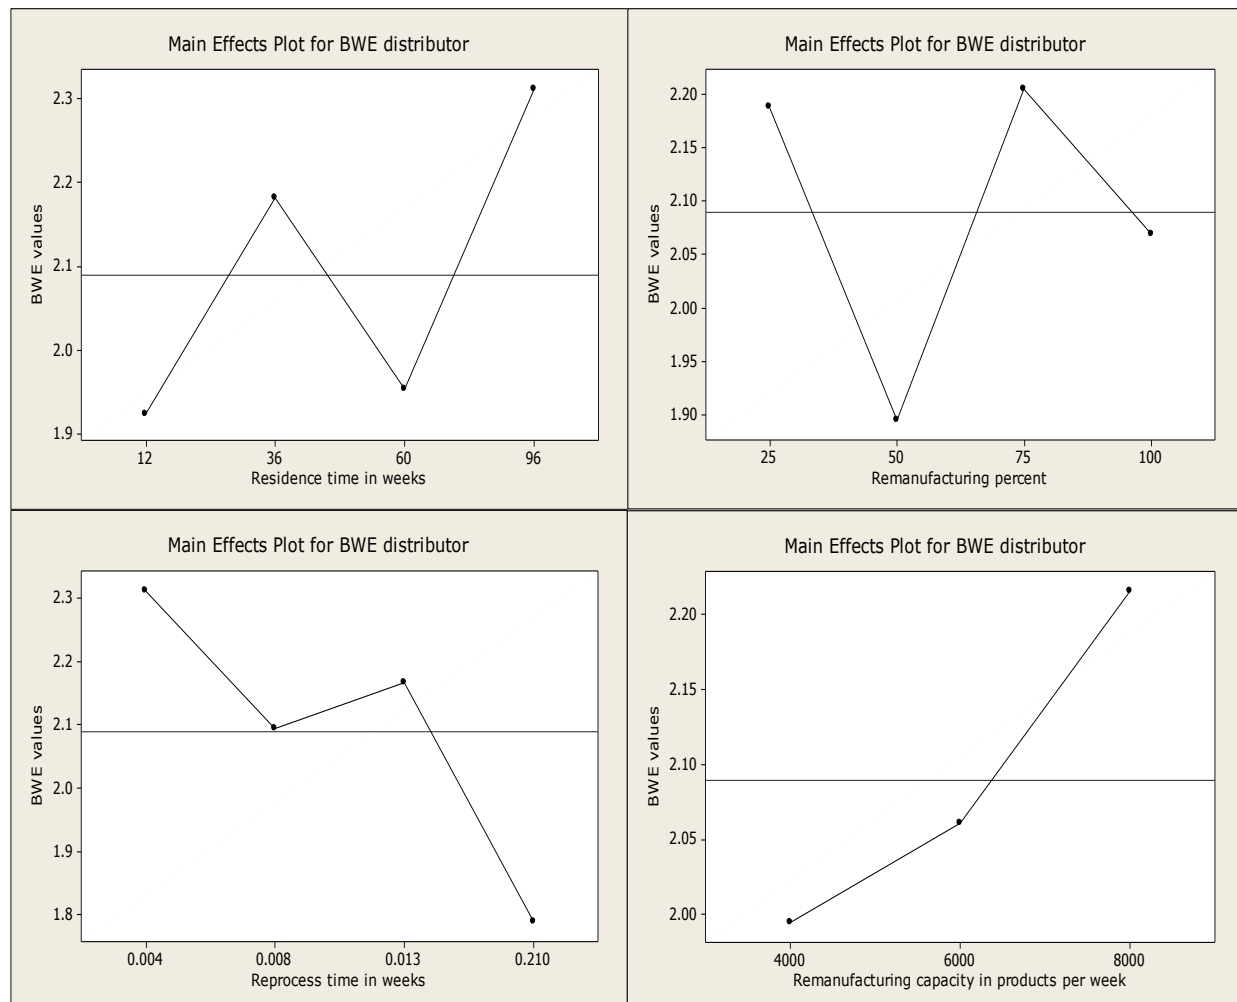 Main Effects Plot for BWE distributor
BWE values
2.3
2.2
2.1
2.0
1.9
12 36 60 96
Residence time in weeks
Main Effects Plot for BWE distributor
BWE values
2.20
2.15
2.10
2.05
2.00
1.95
1.90
25 50 75 100
Remanufacturing percent
Main Effects Plot for BWE distributor
BWE values
2.3
2.2
2.1
2.0
1.9
1.8
0.004 0.008 0.013 0.210
Reprocess time in weeks
Main Effects Plot for BWE distributor
BWE values
2.20
2.15
2.10
2.05
2.00
4000 6000 8000
Remanufacturing capacity in products per week